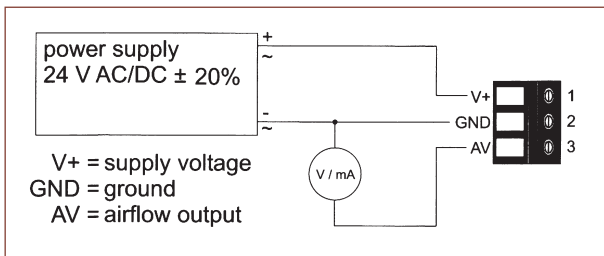 power supply
24 V AC/DC ± 20%
+
~
-
~
V+ = supply voltage
GND = ground
AV = airflow output
V / mA
V+ 1
GND 2
AV 3